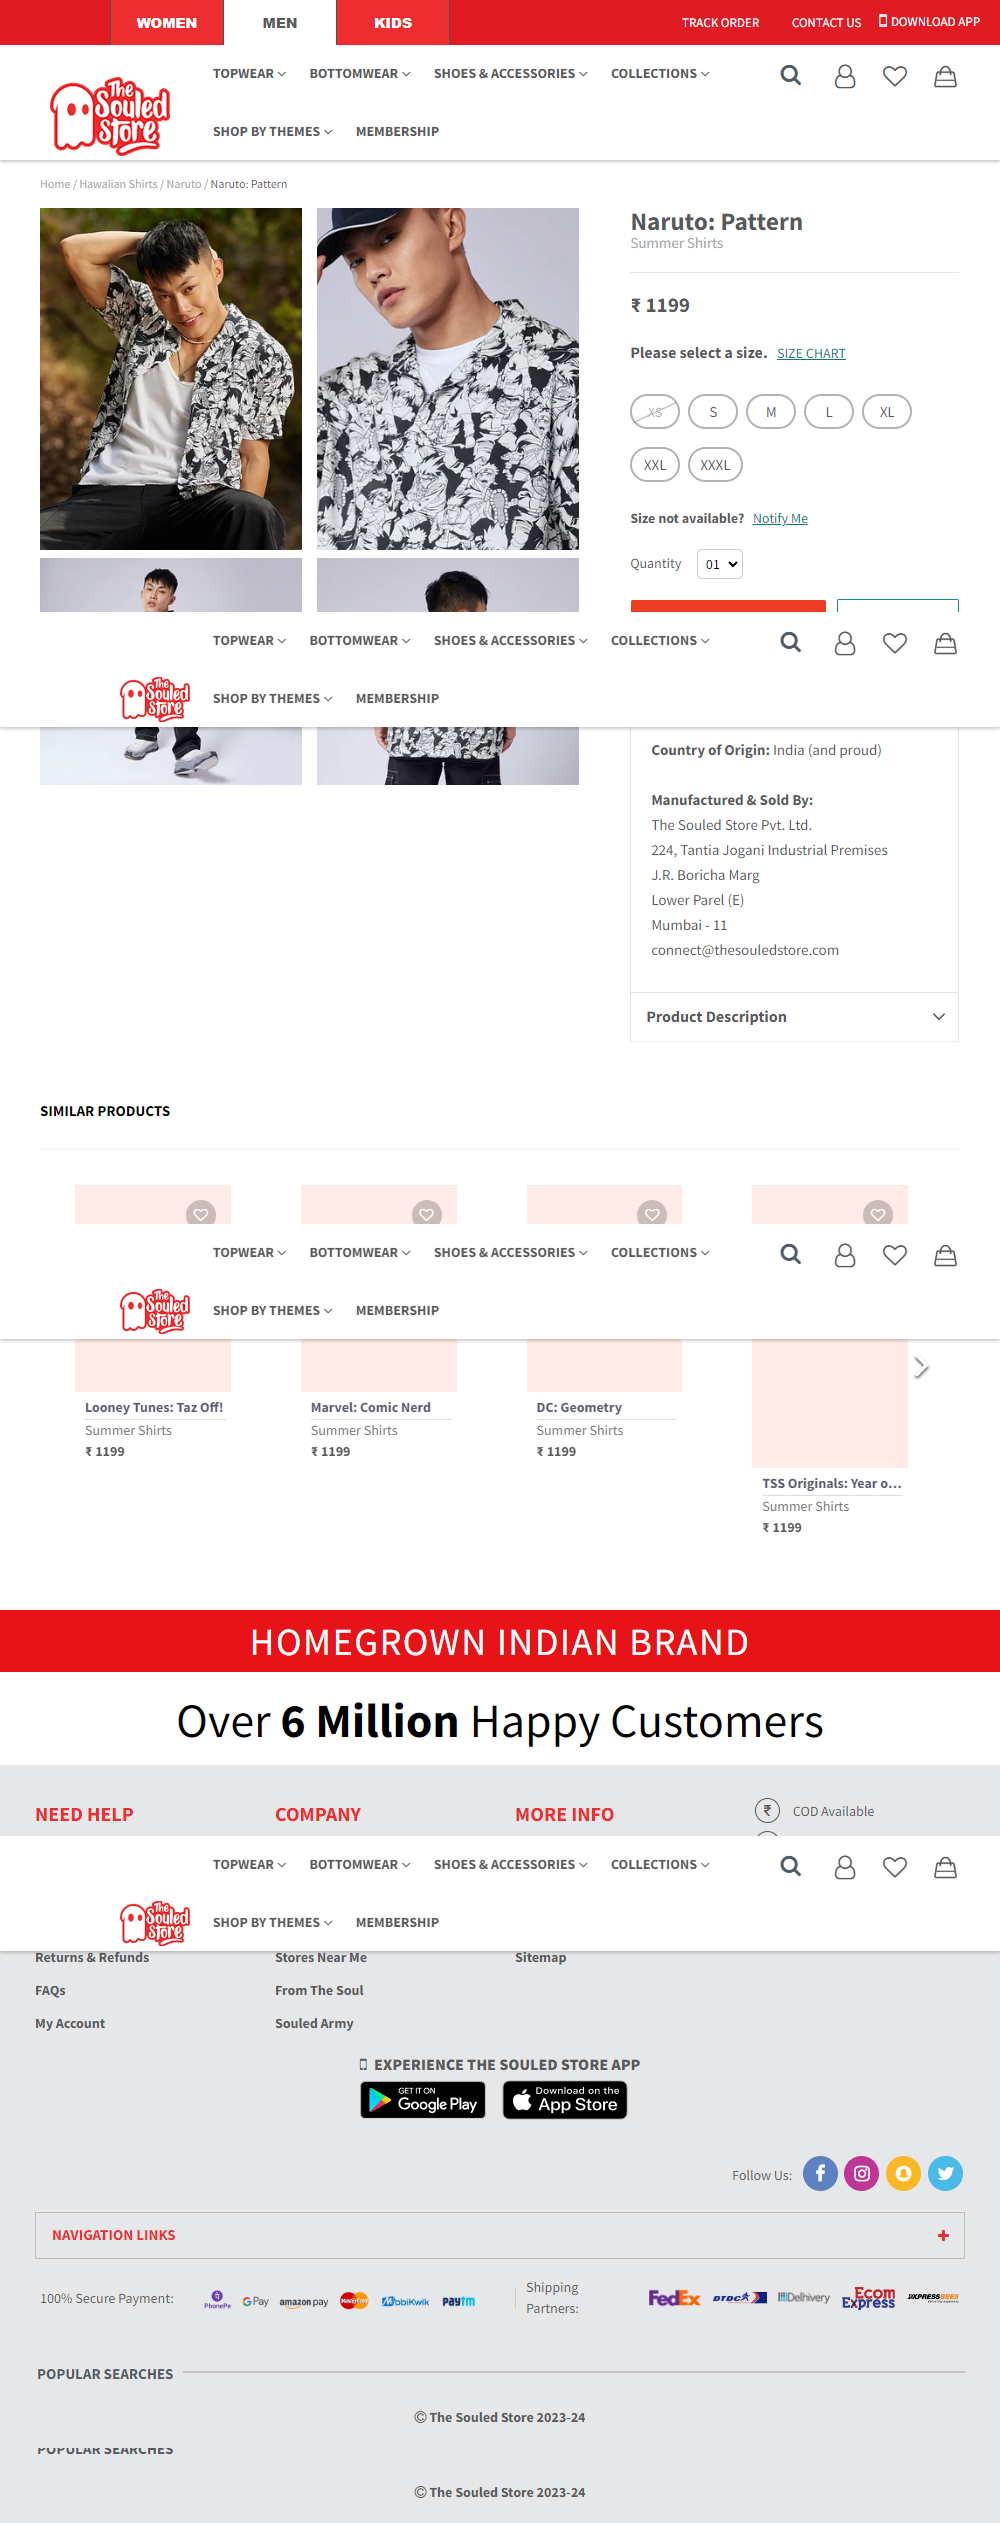 WOMEN MEN KIDS TRACK ORDER CONTACT US DOWNLOAD APP
The Souled Store
TOPWEAR BOTTOMWEAR SHOES & ACCESSORIES COLLECTIONS
SHOP BY THEMES MEMBERSHIP
Home / Hawaiian Shirts / Naruto / Naruto: Pattern
Naruto: Pattern
Summer Shirts
₹ 1199
Please select a size. SIZE CHART
XS S M L XL
XXL XXXL
Size not available? Notify Me
Quantity 01
TOPWEAR BOTTOMWEAR SHOES & ACCESSORIES COLLECTIONS
The Souled Store
SHOP BY THEMES MEMBERSHIP
Country of Origin: India (and proud)
Manufactured & Sold By:
The Souled Store Pvt. Ltd.
224, Tantia Jogani Industrial Premises
J.R. Boricha Marg
Lower Parel (E)
Mumbai - 11
connect@thesouledstore.com
Product Description
SIMILAR PRODUCTS
TOPWEAR BOTTOMWEAR SHOES & ACCESSORIES COLLECTIONS
The Souled Store
SHOP BY THEMES MEMBERSHIP
Looney Tunes: Taz Off! Marvel: Comic Nerd DC: Geometry
Summer Shirts Summer Shirts Summer Shirts
₹ 1199 ₹ 1199 ₹ 1199
TSS Originals: Year o...
Summer Shirts
₹ 1199
HOMEGROWN INDIAN BRAND
Over 6 Million Happy Customers
NEED HELP COMPANY MORE INFO ₹ COD Available
TOPWEAR BOTTOMWEAR SHOES & ACCESSORIES COLLECTIONS
The Souled Store
SHOP BY THEMES MEMBERSHIP
Returns & Refunds Stores Near Me Sitemap
FAQs From The Soul
My Account Souled Army
EXPERIENCE THE SOULED STORE APP
GET IT ON Google Play Download on the App Store
Follow Us:
NAVIGATION LINKS +
100% Secure Payment: PhonePe G Pay amazon pay MasterCard MobiKwik paytm Shipping Partners: FedEx DTDC Delhivery Ecom Express XPRESSBEES
POPULAR SEARCHES
© The Souled Store 2023-24
POPULAR SEARCHES
© The Souled Store 2023-24